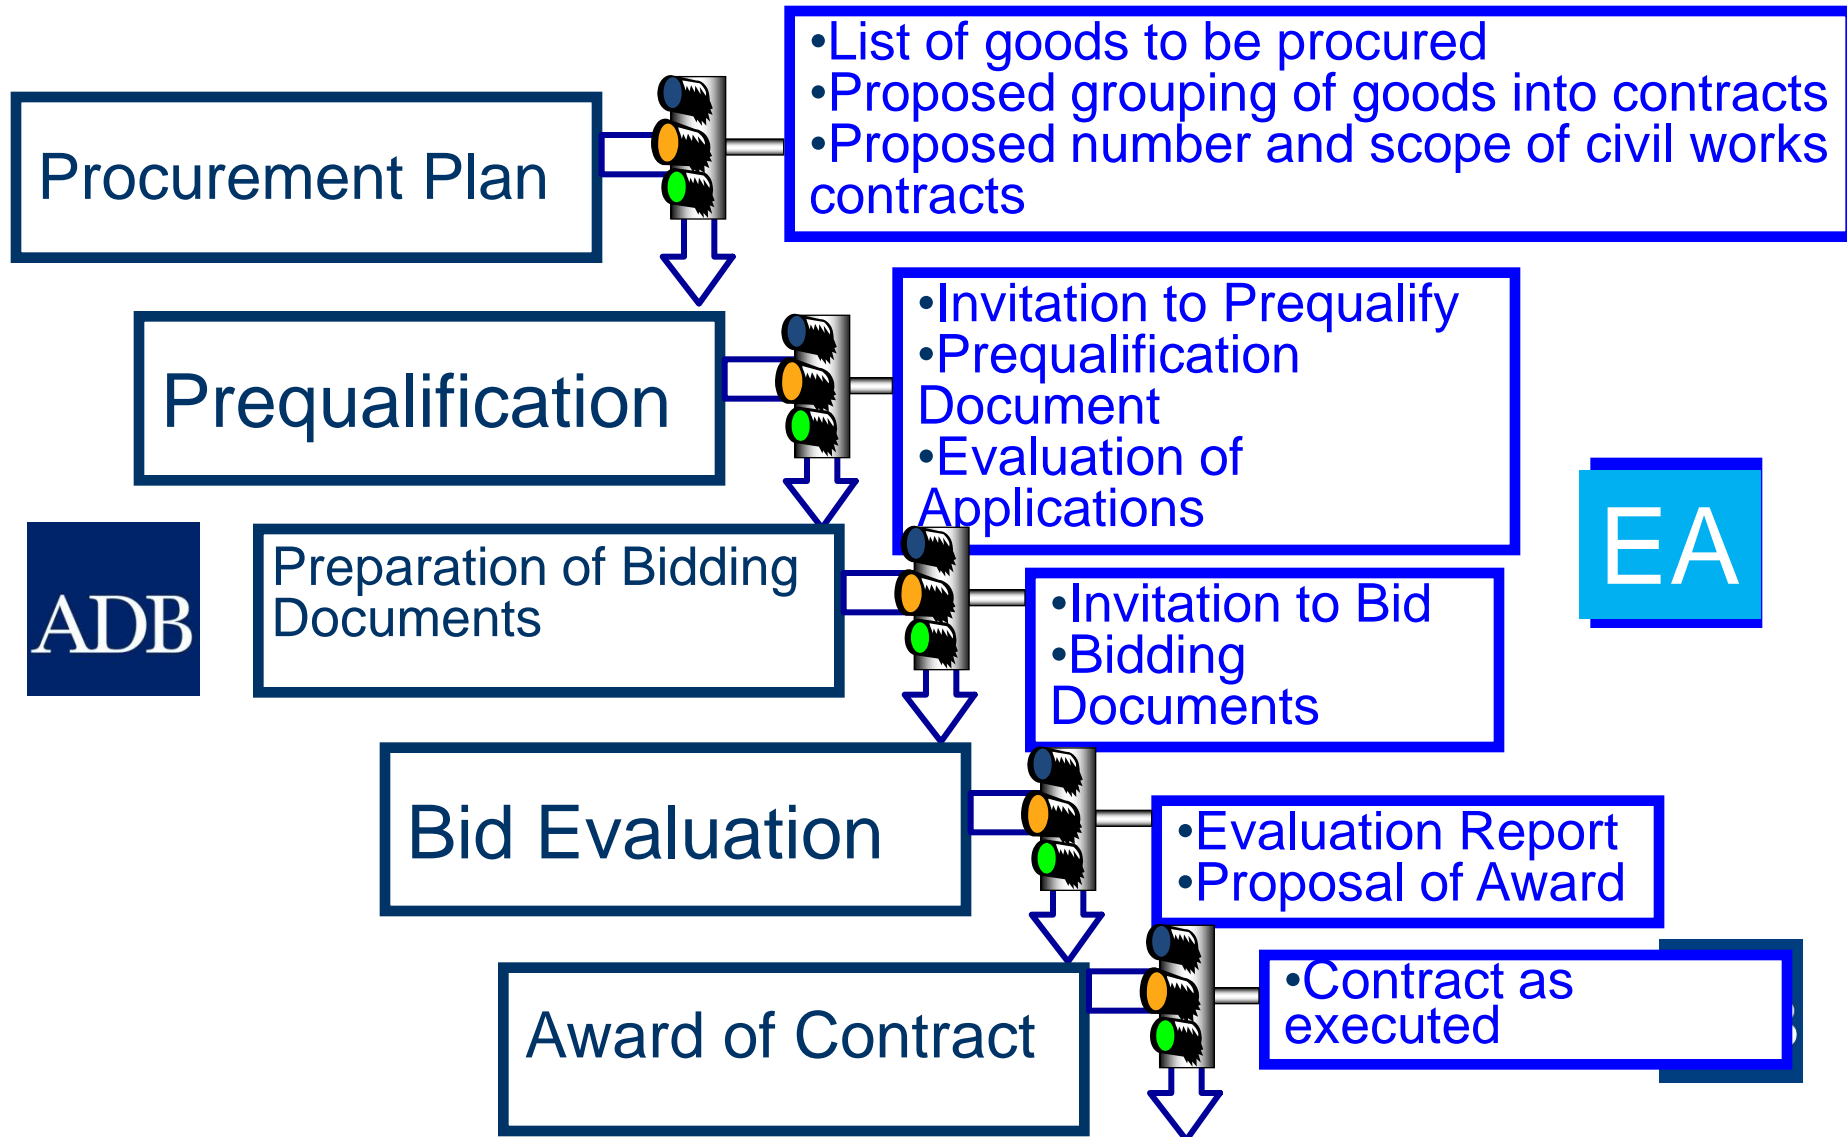 •List of goods to be procured
•Proposed grouping of goods into contracts
•Proposed number and scope of civil works
contracts
Procurement Plan
•Invitation to Prequalify
•Prequalification
Document
•Evaluation of
Applications
Prequalification
EA
ADB
Preparation of Bidding
Documents
•Invitation to Bid
•Bidding
Documents
Bid Evaluation
•Evaluation Report
•Proposal of Award
Award of Contract
•Contract as
executed